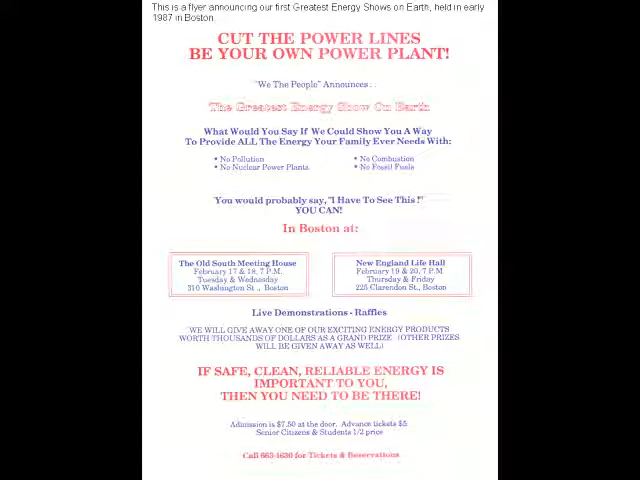 This is a flyer announcing our first Greatest Energy Shows on Earth, held in early
1987 in Boston
CUT THE POWER LINES
BE YOUR OWN POWER PLANT!
"We The People" Announces . .
The Greatest Energy Show On Earth
What Would You Say If We Could Show You A Way
To Provide ALL The Energy Your Family Ever Needs With:
• No Pollution • No Combustion
• No Nuclear Power Plants • No Fossil Fuels
You would probably say, "I Have To See This !"
YOU CAN!
In Boston at:
The Old South Meeting House
February 17 & 18, 7 P.M.
Tuesday & Wednesday
310 Washington St ., Boston
New England Life Hall
February 19 & 20, 7 P.M
Thursday & Friday
225 Clarendon St., Boston
Live Demonstrations - Raffles
WE WILL GIVE AWAY ONE OF OUR EXCITING ENERGY PRODUCTS
WORTH THOUSANDS OF DOLLARS AS A GRAND PRIZE (OTHER PRIZES
WILL BE GIVEN AWAY AS WELL)
IF SAFE, CLEAN, RELIABLE ENERGY IS
IMPORTANT TO YOU,
THEN YOU NEED TO BE THERE!
Admission is $7.50 at the door. Advance tickets $5
Senior Citizens & Students 1/2 price
Call 663-1630 for Tickets & Reservations